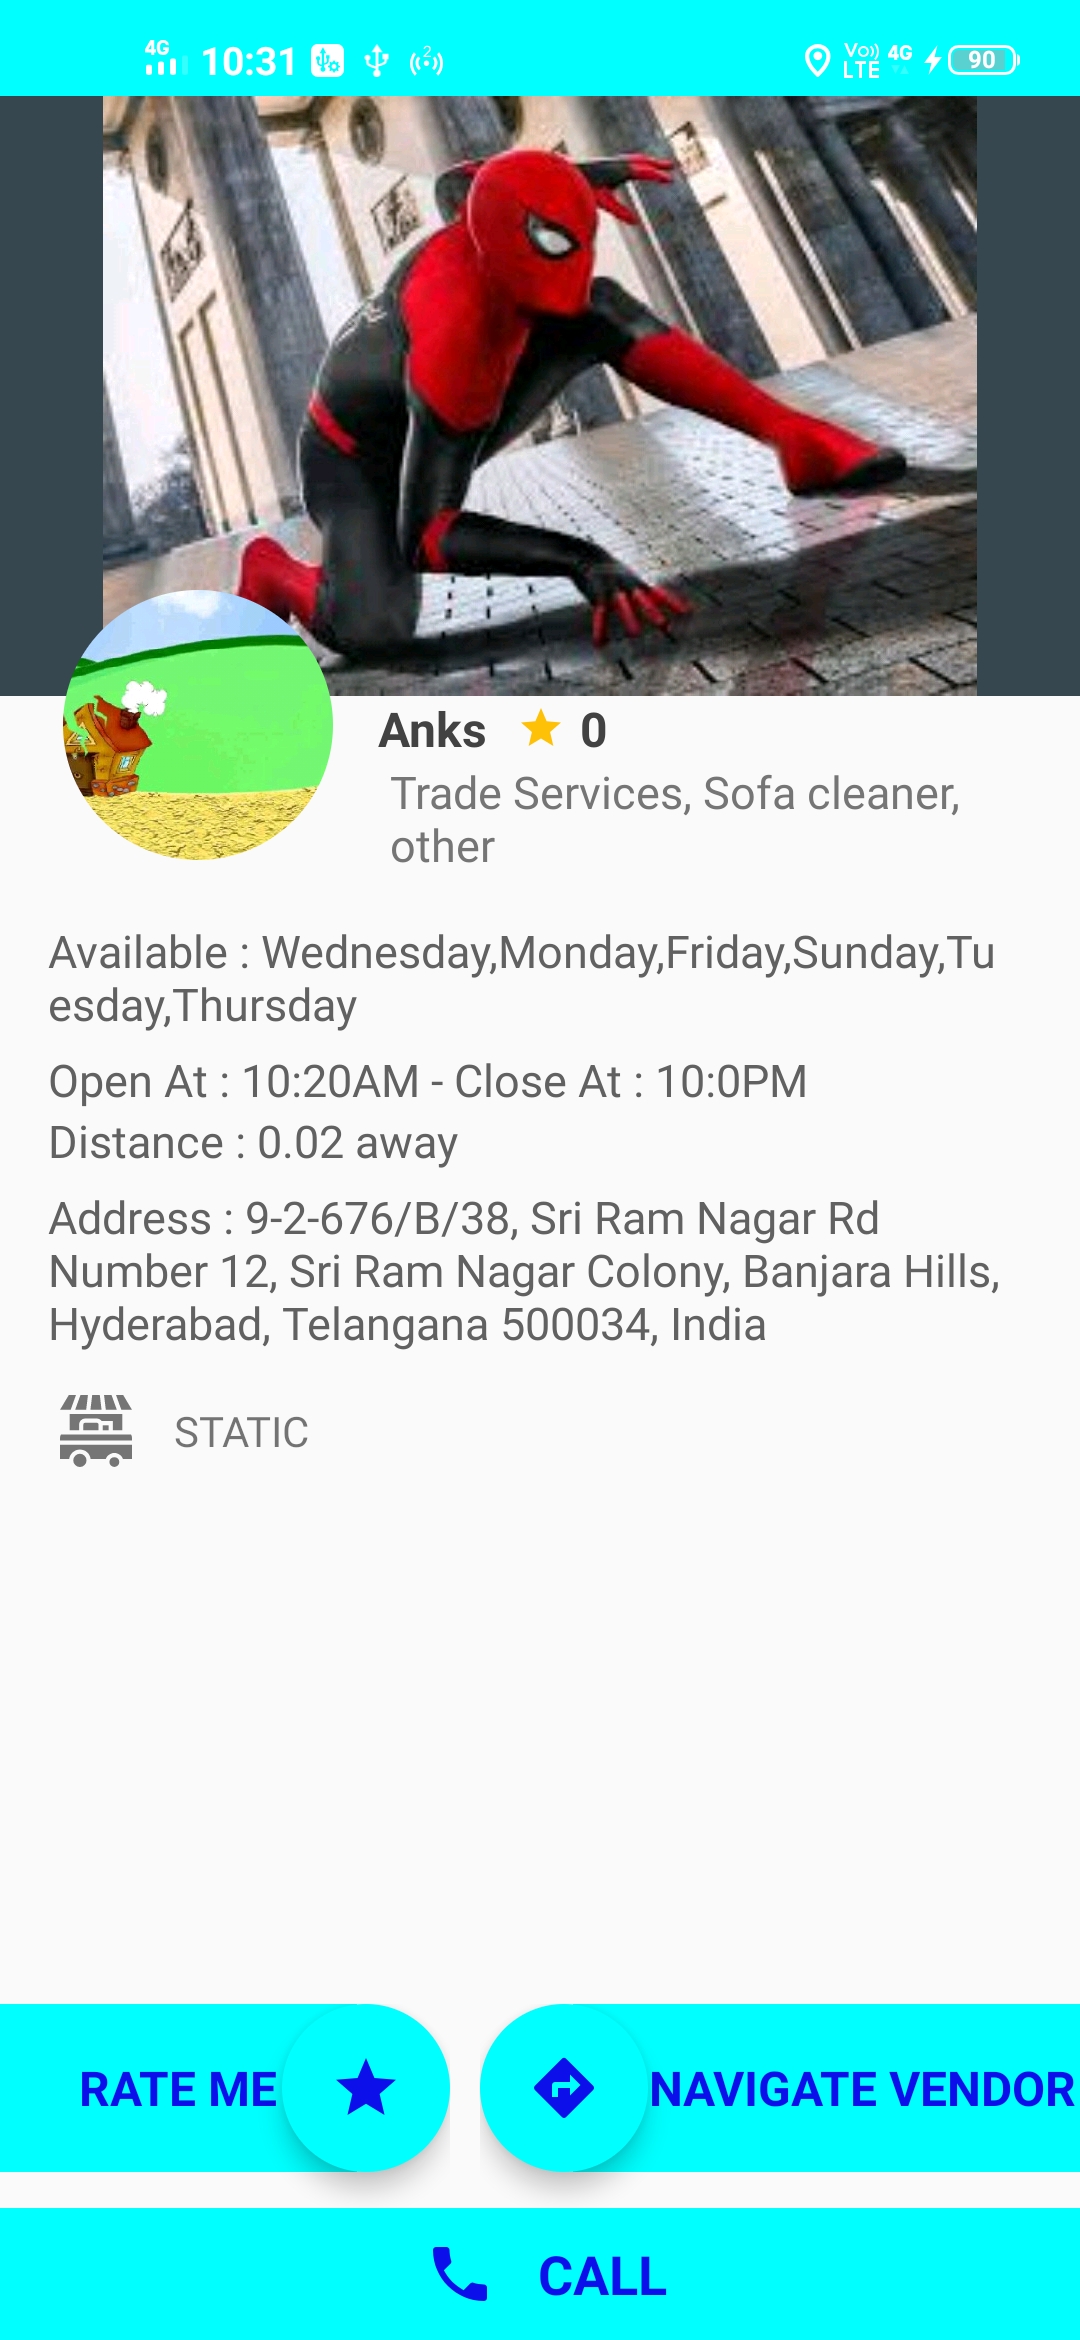 4G 10:31 2 Vo)) LTE 4G 90
Anks 0
Trade Services, Sofa cleaner,
other
Available : Wednesday,Monday,Friday,Sunday,Tu
esday,Thursday
Open At : 10:20AM - Close At : 10:0PM
Distance : 0.02 away
Address : 9-2-676/B/38, Sri Ram Nagar Rd
Number 12, Sri Ram Nagar Colony, Banjara Hills,
Hyderabad, Telangana 500034, India
STATIC
RATE ME NAVIGATE VENDOR
CALL